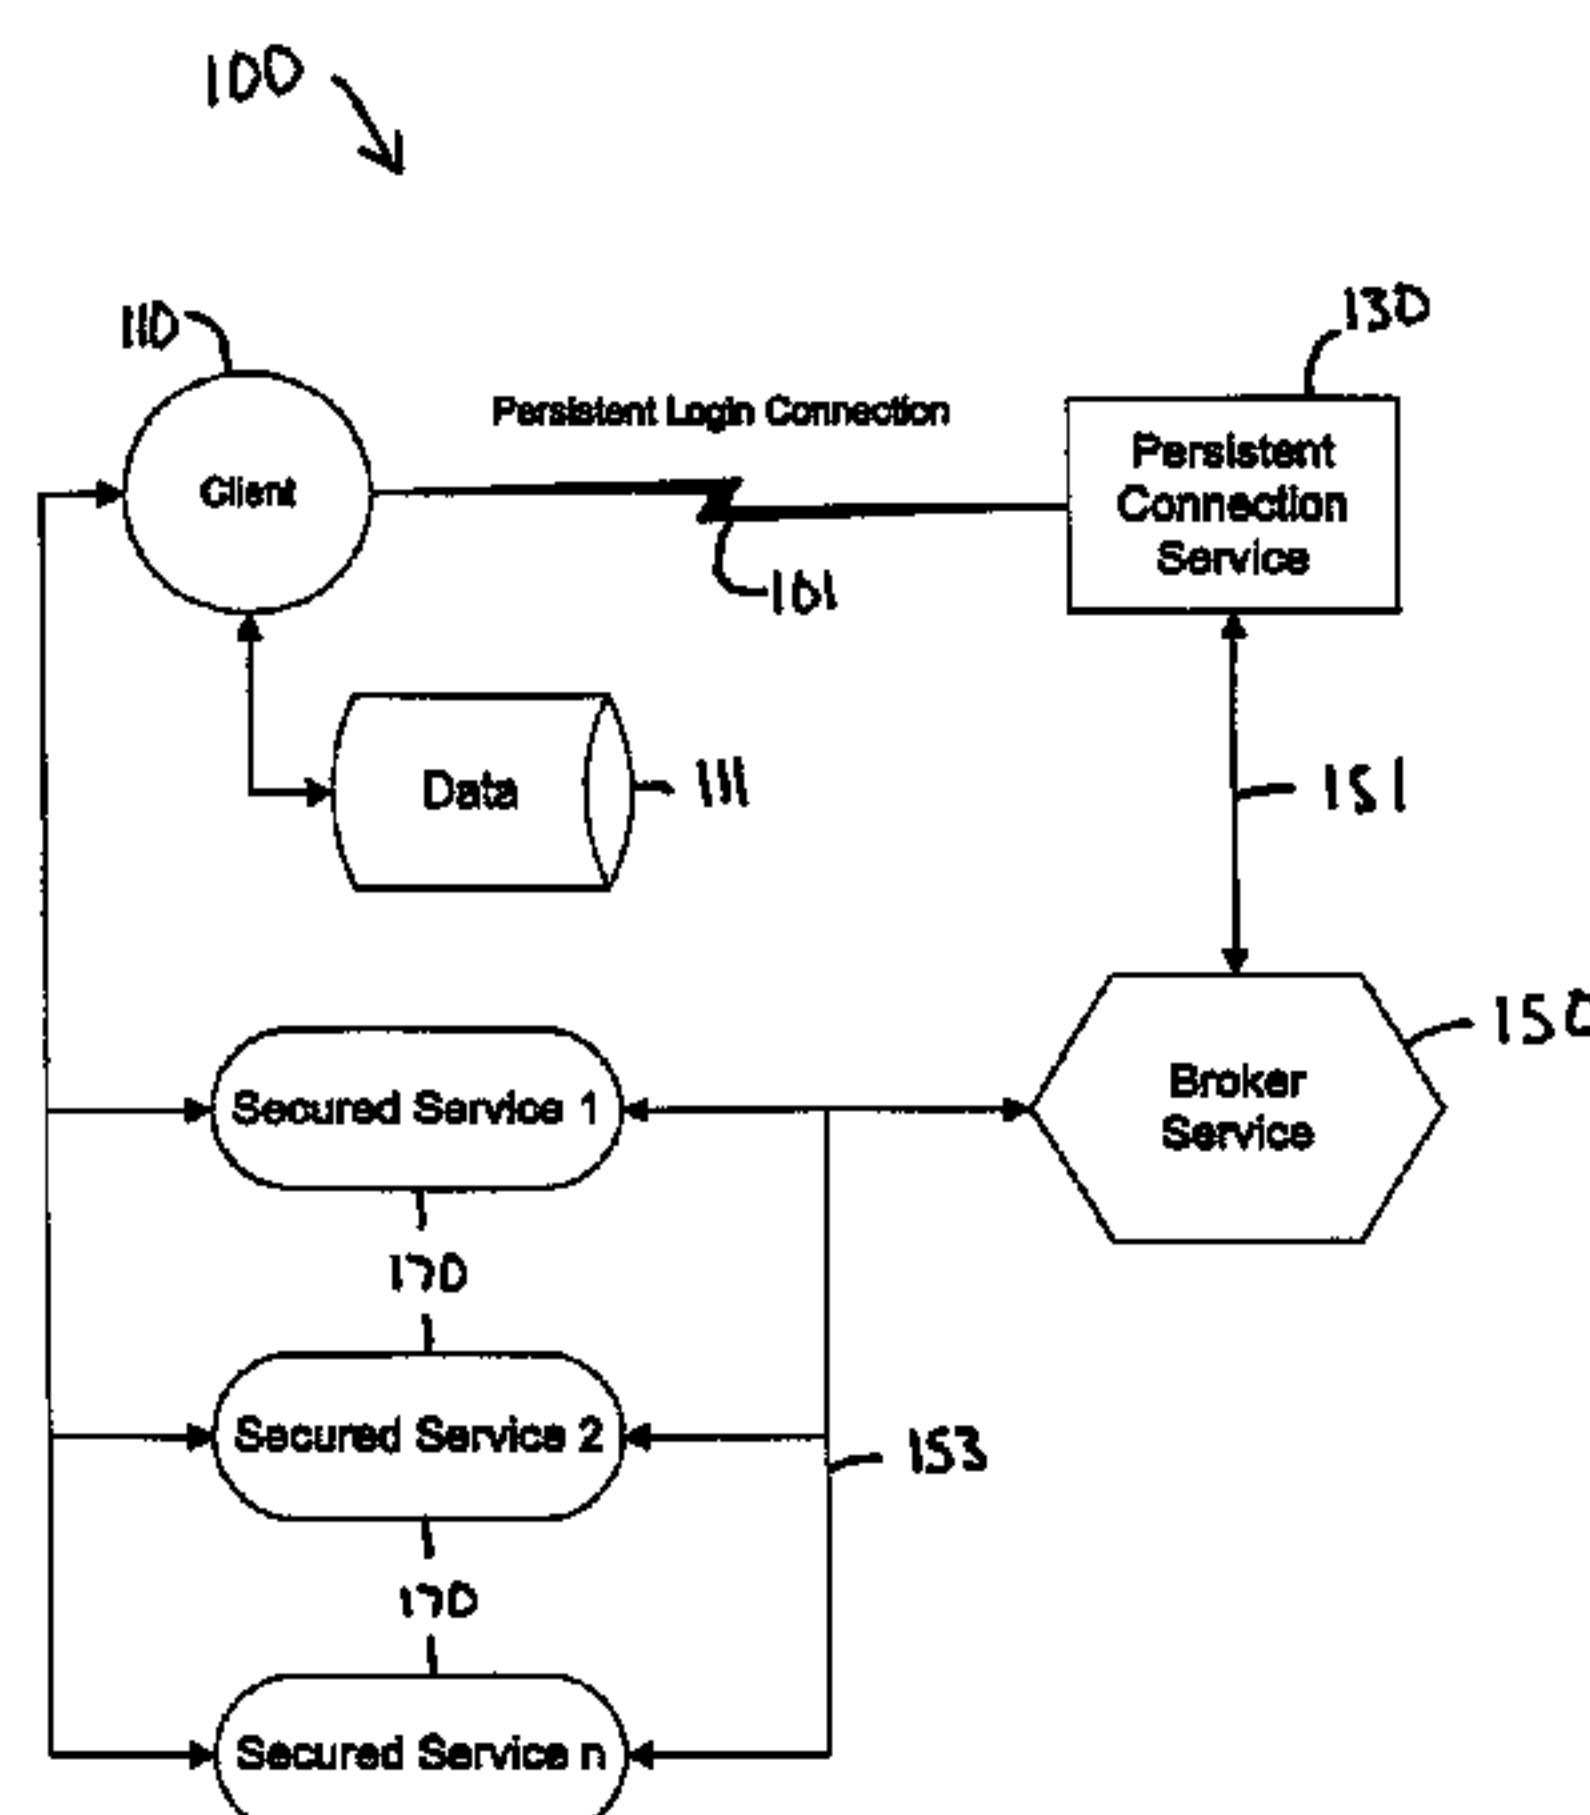 100
110
130
Persistent Login Connection
Persistent
Connection
Service
Client
101
Data
111
151
150
Broker
Service
Secured Service 1
170
Secured Service 2
153
170
Secured Service n